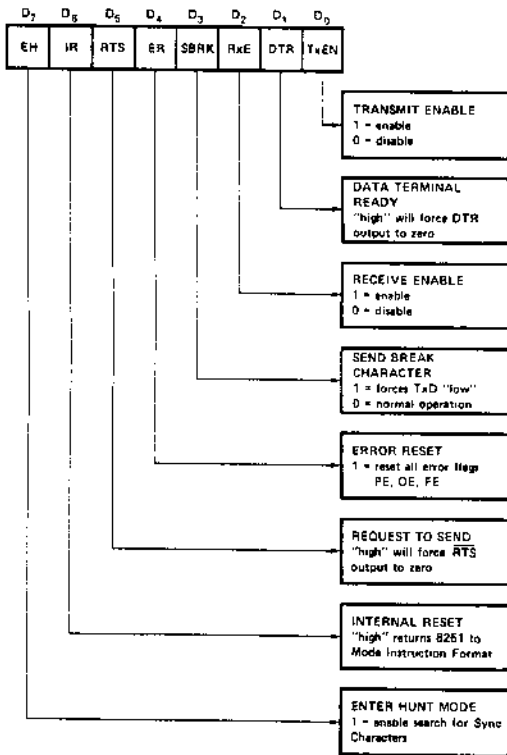 D7 D6 D5 D4 D3 D2 D1 D0
EH IR RTS ER SBRK RxE DTR TxEN
TRANSMIT ENABLE
1 = enable
0 = disable
DATA TERMINAL
READY
"high" will force DTR
output to zero
RECEIVE ENABLE
1 = enable
0 = disable
SEND BREAK
CHARACTER
1 = forces TxD "low"
0 = normal operation
ERROR RESET
1 = reset all error flags
PE, OE, FE
REQUEST TO SEND
"high" will force R̅T̅S̅
output to zero
INTERNAL RESET
"high" returns 8251 to
Mode Instruction Format
ENTER HUNT MODE
1 = enable search for Sync
Characters